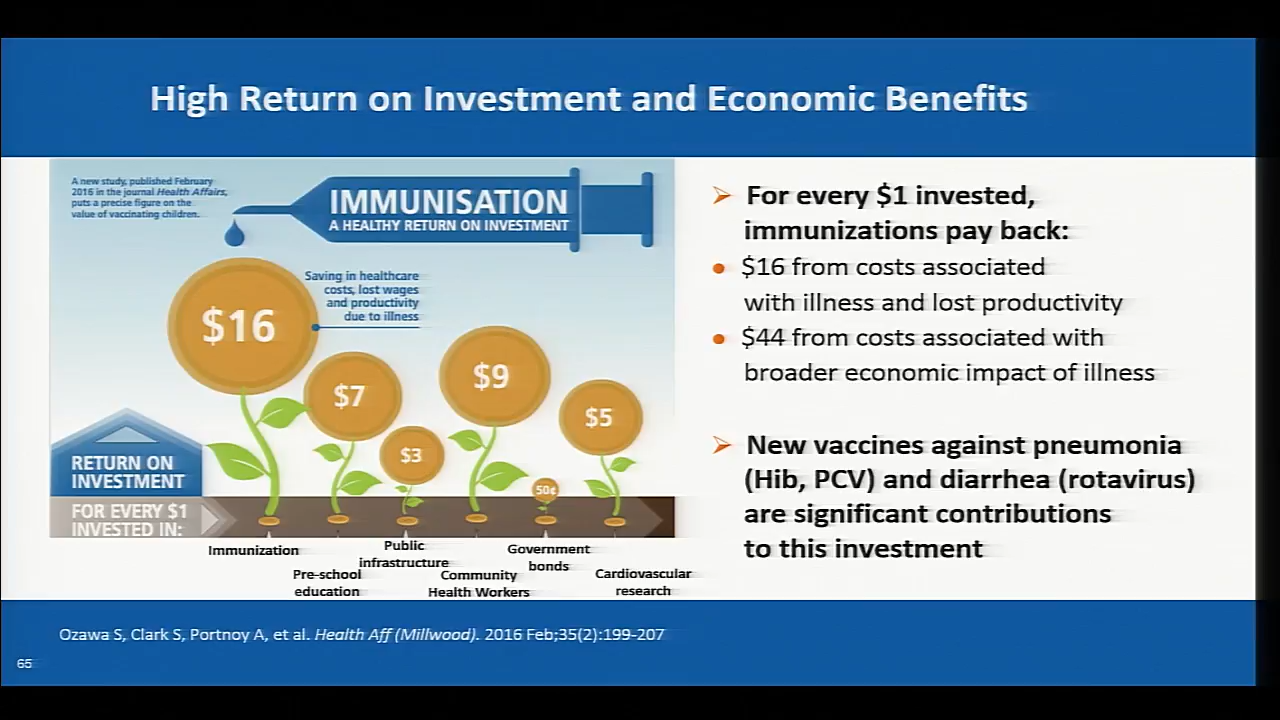 High Return on Investment and Economic Benefits
A new study, published February
2016 in the journal Health Affairs,
puts a precise figure on the
value of vaccinating children.
IMMUNISATION
A HEALTHY RETURN ON INVESTMENT
Saving in healthcare
costs, lost wages
and productivity
due to illness
$16
$7
$3
$9
50¢
$5
RETURN ON
INVESTMENT
FOR EVERY $1
INVESTED IN:
Immunization
Pre-school
education
Public
infrastructure
Community
Health Workers
Government
bonds
Cardiovascular
research
For every $1 invested,
immunizations pay back:
$16 from costs associated
with illness and lost productivity
$44 from costs associated with
broader economic impact of illness
New vaccines against pneumonia
(Hib, PCV) and diarrhea (rotavirus)
are significant contributions
to this investment
Ozawa S, Clark S, Portnoy A, et al. Health Aff (Millwood). 2016 Feb;35(2):199-207
65